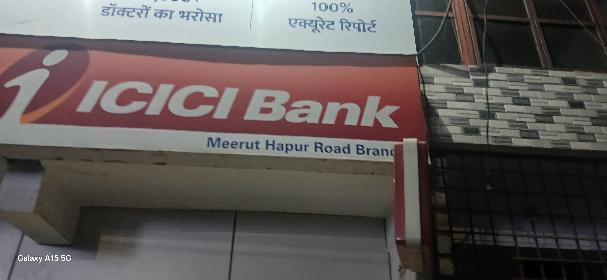 डॉक्टरों का भरोसा
100%
एक्यूरेट रिपोर्ट
ICICI Bank
Meerut Hapur Road Branc
Galaxy A15 5G